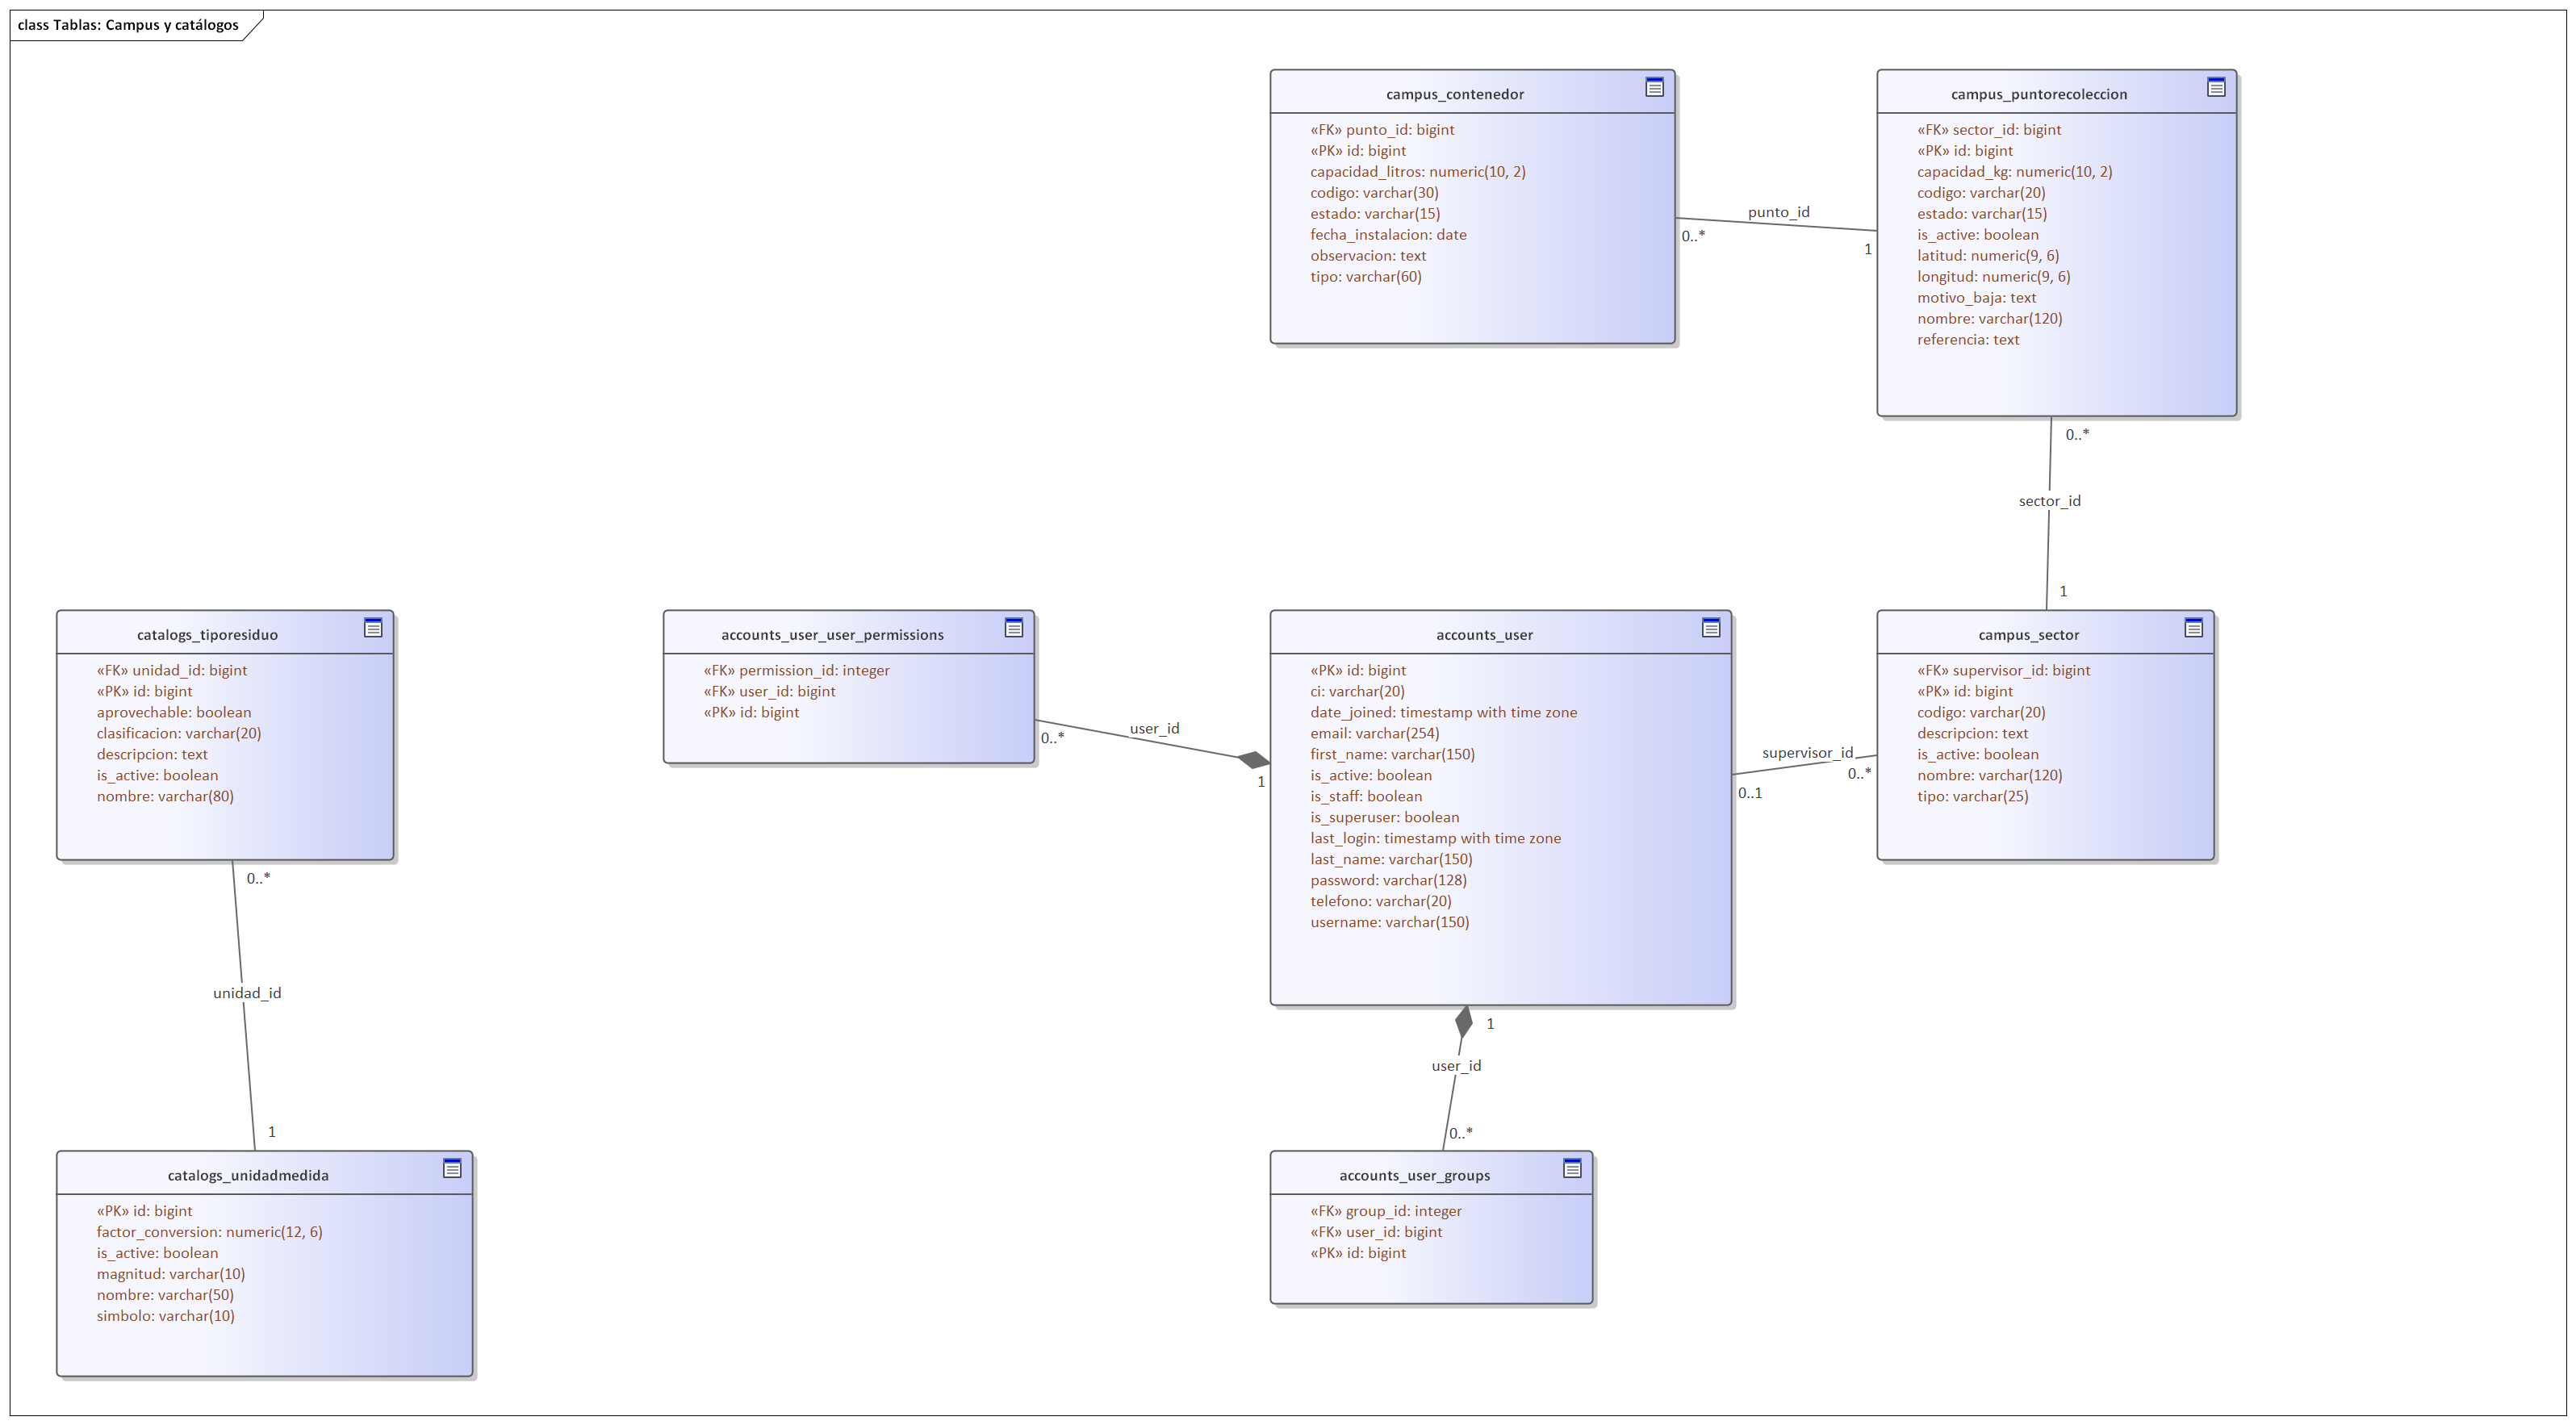 class Tablas: Campus y catálogos
campus_contenedor
«FK» punto_id: bigint
«PK» id: bigint
capacidad_litros: numeric(10, 2)
codigo: varchar(30)
estado: varchar(15)
fecha_instalacion: date
observacion: text
tipo: varchar(60)
punto_id
0..*
1
campus_puntorecoleccion
«FK» sector_id: bigint
«PK» id: bigint
capacidad_kg: numeric(10, 2)
codigo: varchar(20)
estado: varchar(15)
is_active: boolean
latitud: numeric(9, 6)
longitud: numeric(9, 6)
motivo_baja: text
nombre: varchar(120)
referencia: text
0..*
sector_id
1
catalogs_tiporesiduo
«FK» unidad_id: bigint
«PK» id: bigint
aprovechable: boolean
clasificacion: varchar(20)
descripcion: text
is_active: boolean
nombre: varchar(80)
accounts_user_user_permissions
«FK» permission_id: integer
«FK» user_id: bigint
«PK» id: bigint
user_id
0..*
1
accounts_user
«PK» id: bigint
ci: varchar(20)
date_joined: timestamp with time zone
email: varchar(254)
first_name: varchar(150)
is_active: boolean
is_staff: boolean
is_superuser: boolean
last_login: timestamp with time zone
last_name: varchar(150)
password: varchar(128)
telefono: varchar(20)
username: varchar(150)
supervisor_id
0..*
0..1
campus_sector
«FK» supervisor_id: bigint
«PK» id: bigint
codigo: varchar(20)
descripcion: text
is_active: boolean
nombre: varchar(120)
tipo: varchar(25)
0..*
unidad_id
1
1
user_id
0..*
catalogs_unidadmedida
«PK» id: bigint
factor_conversion: numeric(12, 6)
is_active: boolean
magnitud: varchar(10)
nombre: varchar(50)
simbolo: varchar(10)
accounts_user_groups
«FK» group_id: integer
«FK» user_id: bigint
«PK» id: bigint